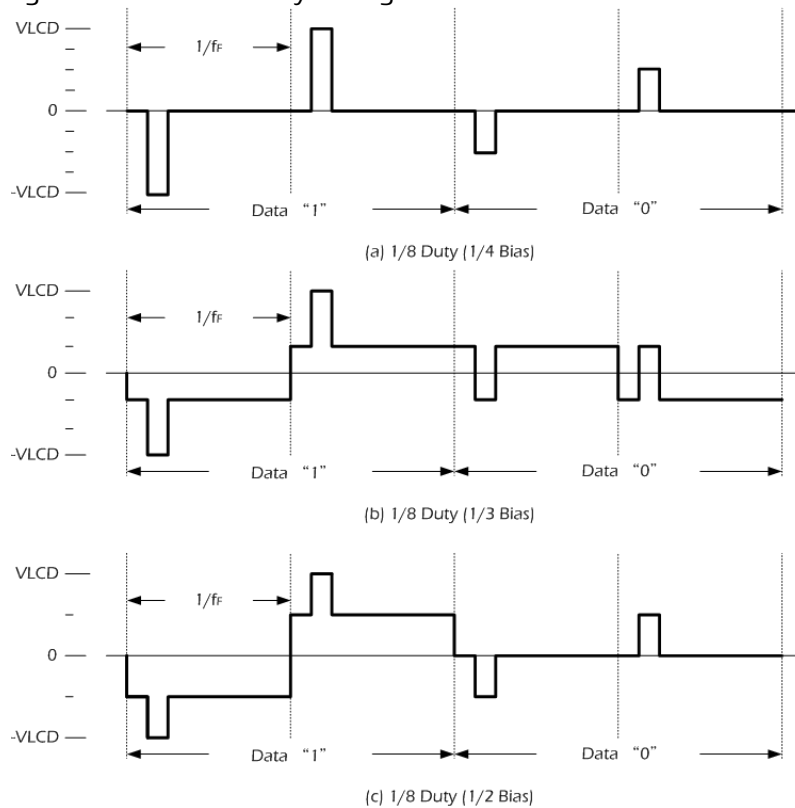 VLCD
1/fF
0
-VLCD
Data "1"
Data "0"
(a) 1/8 Duty (1/4 Bias)
VLCD
1/fF
0
-VLCD
Data "1"
Data "0"
(b) 1/8 Duty (1/3 Bias)
VLCD
1/fF
0
-VLCD
Data "1"
Data "0"
(c) 1/8 Duty (1/2 Bias)